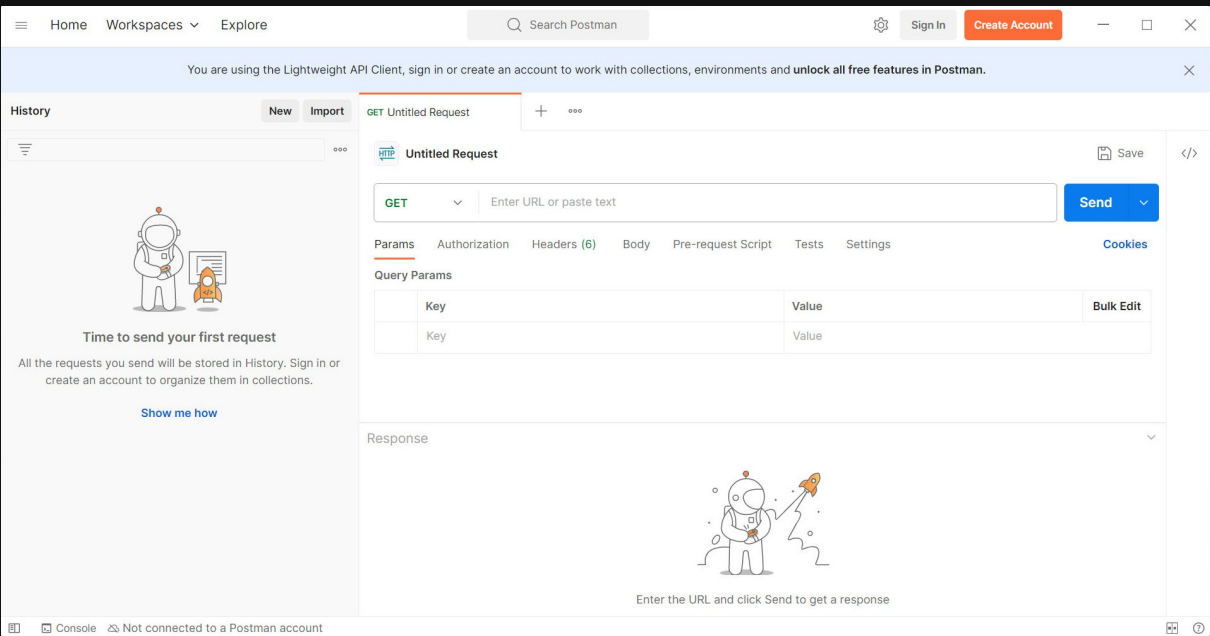 Home Workspaces Explore
Search Postman
Sign In Create Account
You are using the Lightweight API Client, sign in or create an account to work with collections, environments and unlock all free features in Postman.
History New Import
GET Untitled Request
HTTP Untitled Request
Save
</>
GET Enter URL or paste text Send
Params Authorization Headers (6) Body Pre-request Script Tests Settings Cookies
Query Params
Key Value Bulk Edit
Key Value
</>
Time to send your first request
All the requests you send will be stored in History. Sign in or
create an account to organize them in collections.
Show me how
Response
Enter the URL and click Send to get a response
Console Not connected to a Postman account